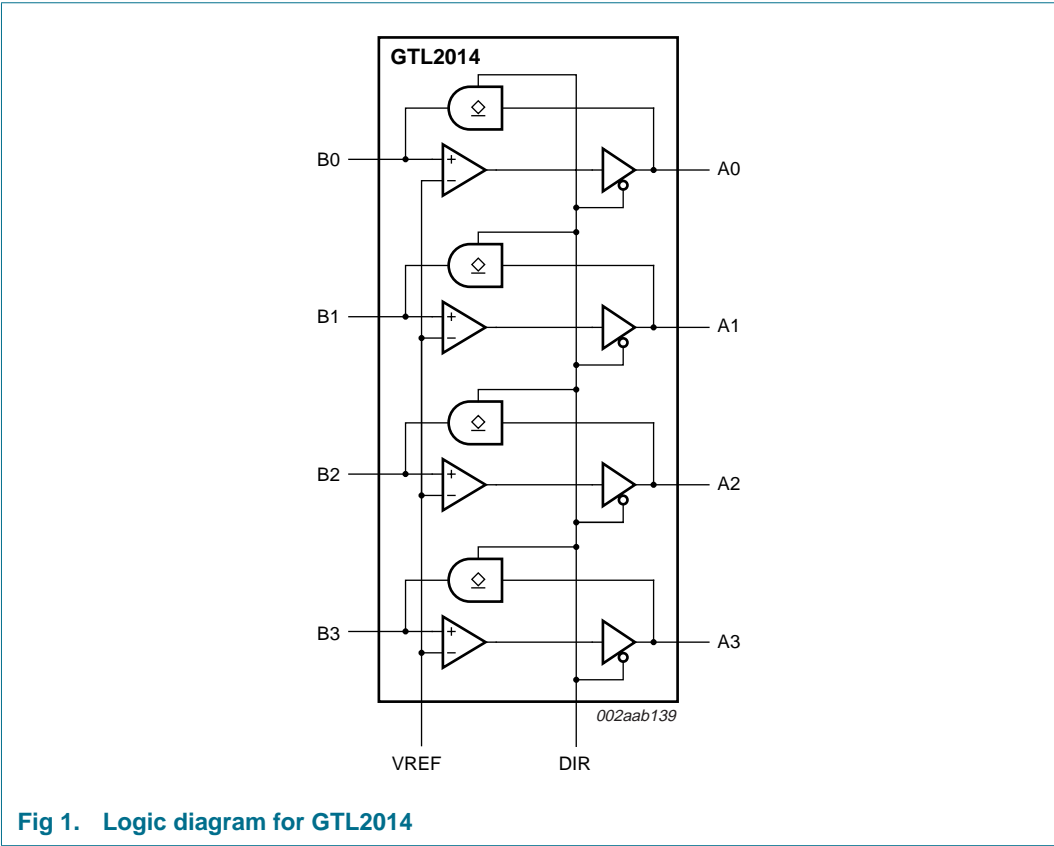 GTL2014
B0
+
−
A0
B1
+
−
A1
B2
+
−
A2
B3
+
−
A3
002aab139
VREF
DIR
Fig 1. Logic diagram for GTL2014